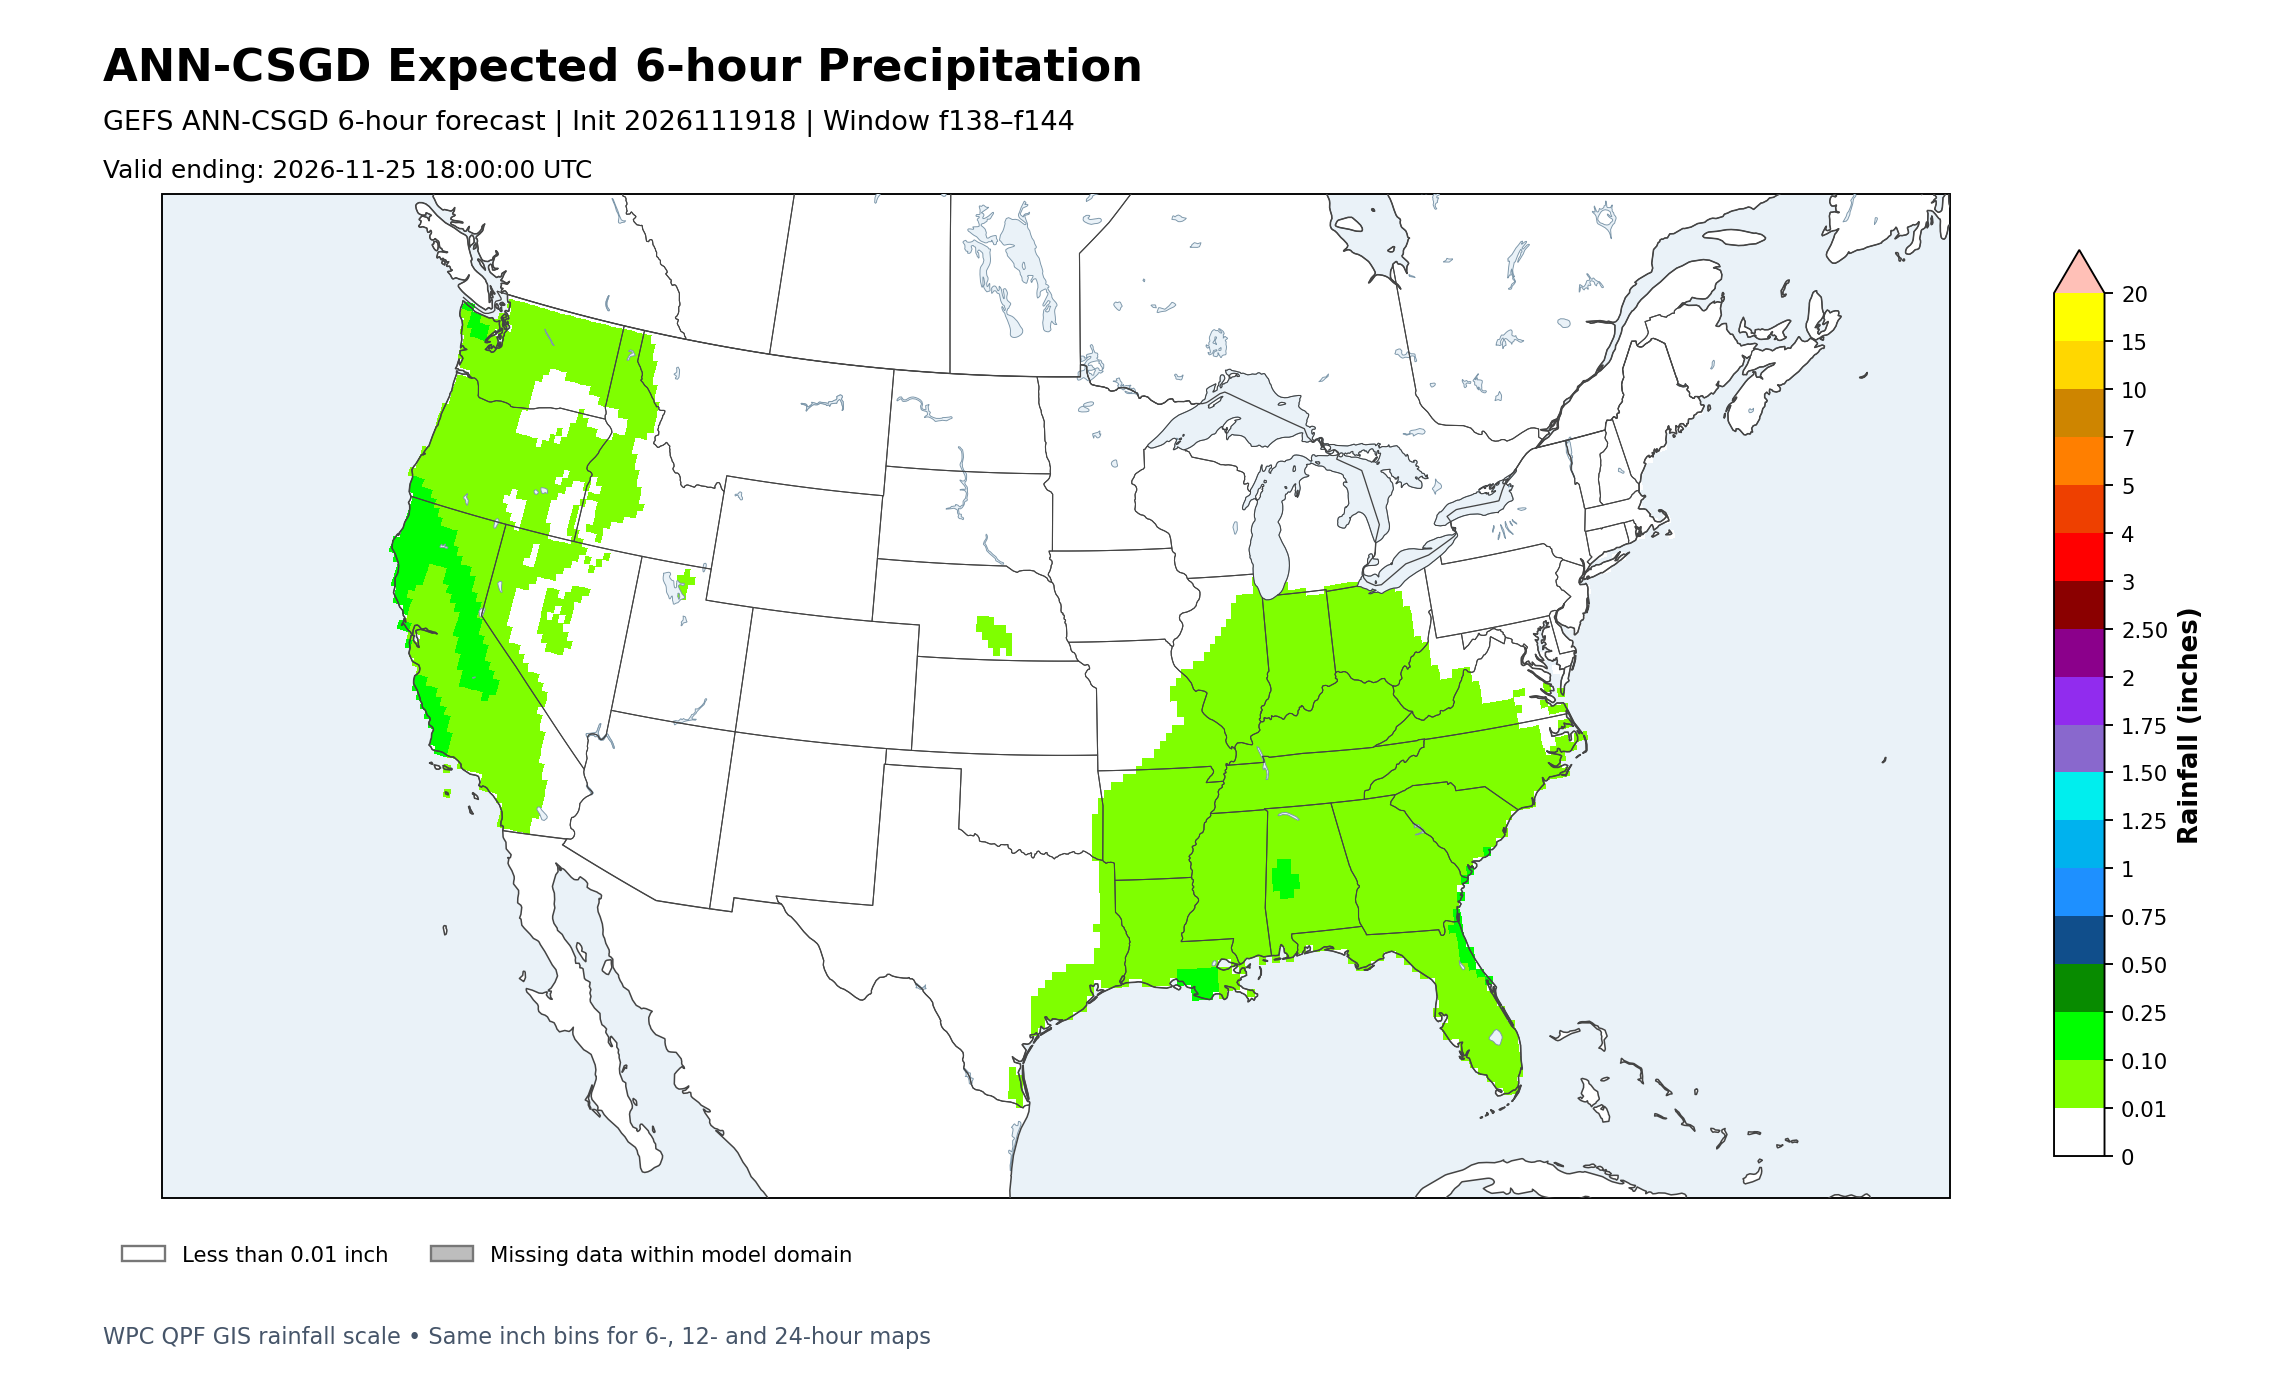 ANN-CSGD Expected 6-hour Precipitation
GEFS ANN-CSGD 6-hour forecast | Init 2026111918 | Window f138–f144
Valid ending: 2026-11-25 18:00:00 UTC
20
15
10
7
5
4
3
2.50
2
1.75
1.50
1.25
1
0.75
0.50
0.25
0.10
0.01
0
Rainfall (inches)
Less than 0.01 inch
Missing data within model domain
WPC QPF GIS rainfall scale • Same inch bins for 6-, 12- and 24-hour maps